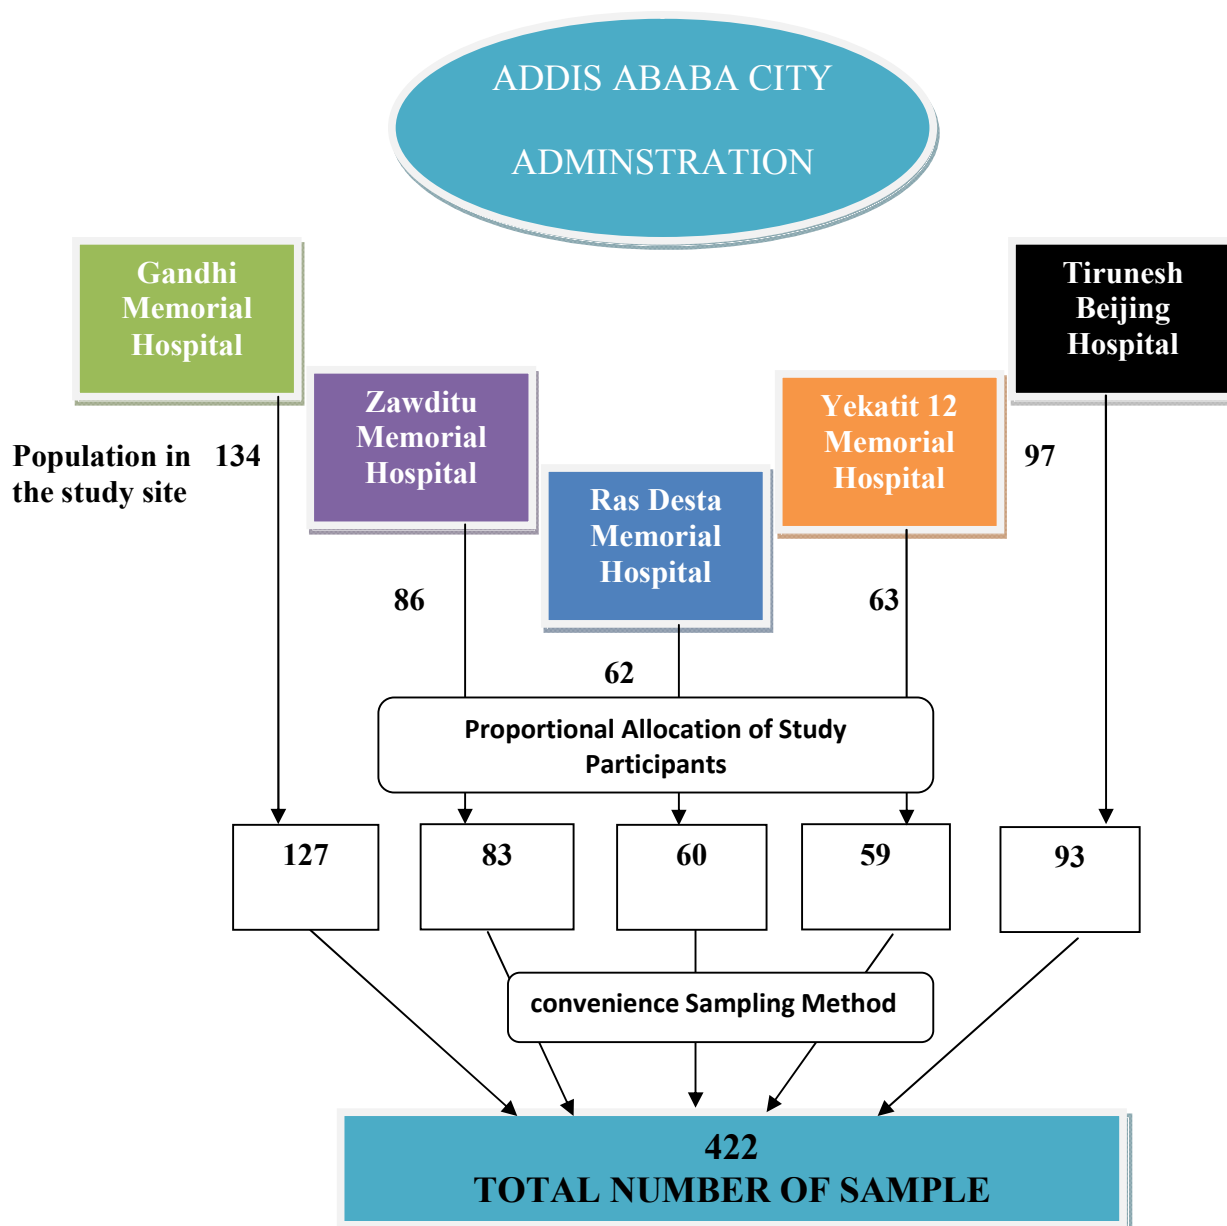 ADDIS ABABA CITY
ADMINSTRATION
Gandhi
Memorial
Hospital
Tirunesh
Beijing
Hospital
Zawditu
Memorial
Hospital
Yekatit 12
Memorial
Hospital
Population in 134
the study site
97
Ras Desta
Memorial
Hospital
86
63
62
Proportional Allocation of Study
Participants
127
83
60
59
93
convenience Sampling Method
422
TOTAL NUMBER OF SAMPLE